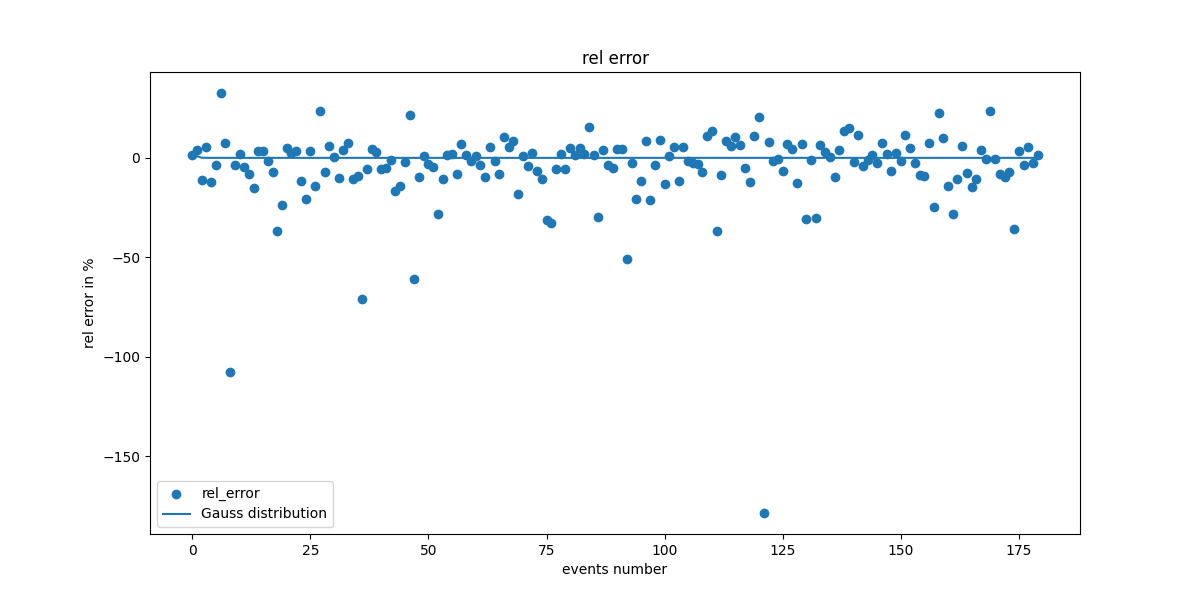 rel error
rel error in %
0
−50
−100
−150
rel_error
Gauss distribution
0 25 50 75 100 125 150 175
events number